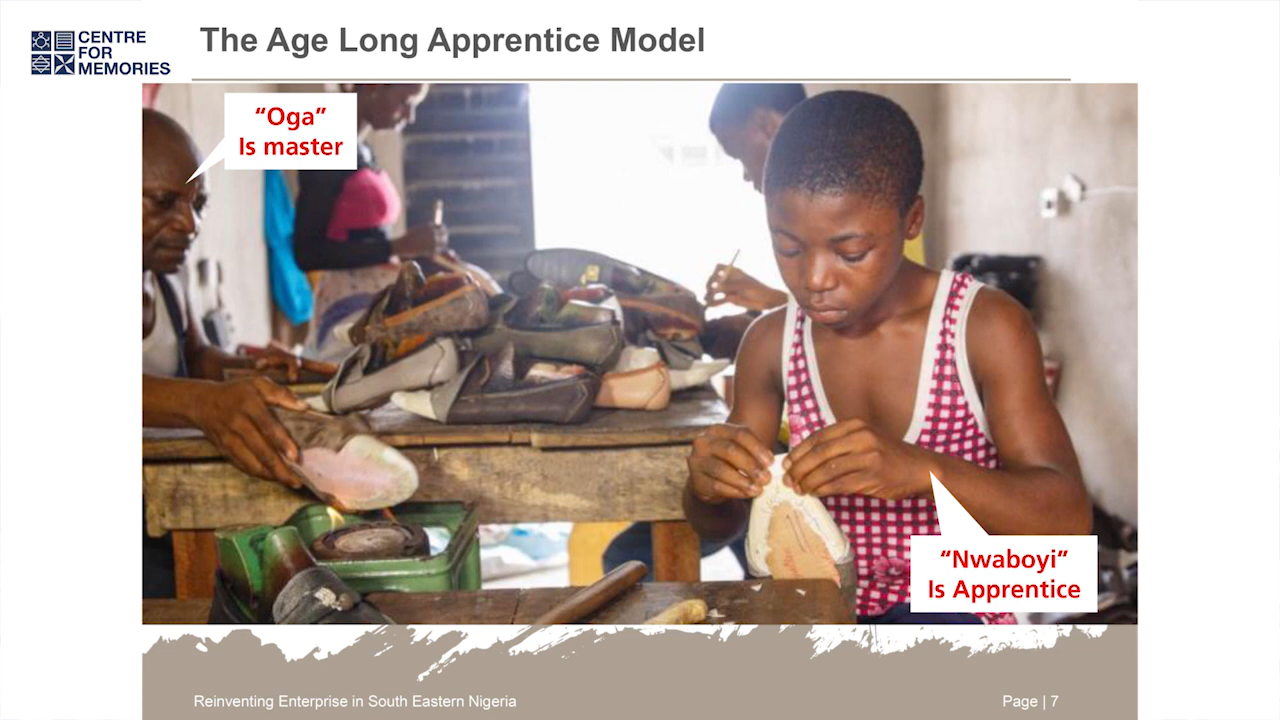 CENTRE
FOR
MEMORIES
The Age Long Apprentice Model
“Oga”
Is master
“Nwaboyi”
Is Apprentice
Reinventing Enterprise in South Eastern Nigeria
Page | 7